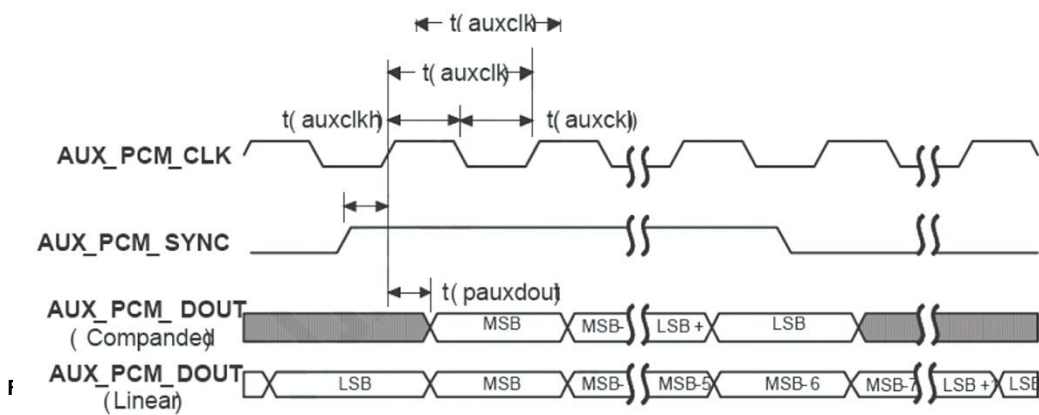 t( auxclk)
t( auxclk)
t( auxclkh) t( auxckl)
AUX_PCM_CLK
AUX_PCM_SYNC
t( pauxdout)
AUX_PCM_ DOUT MSB MSB- LSB + LSB
( Companded)
AUX_PCM_DOUT LSB MSB MSB- MSB-5 MSB-6 MSB-7 LSB +1 LSB
(Linear)